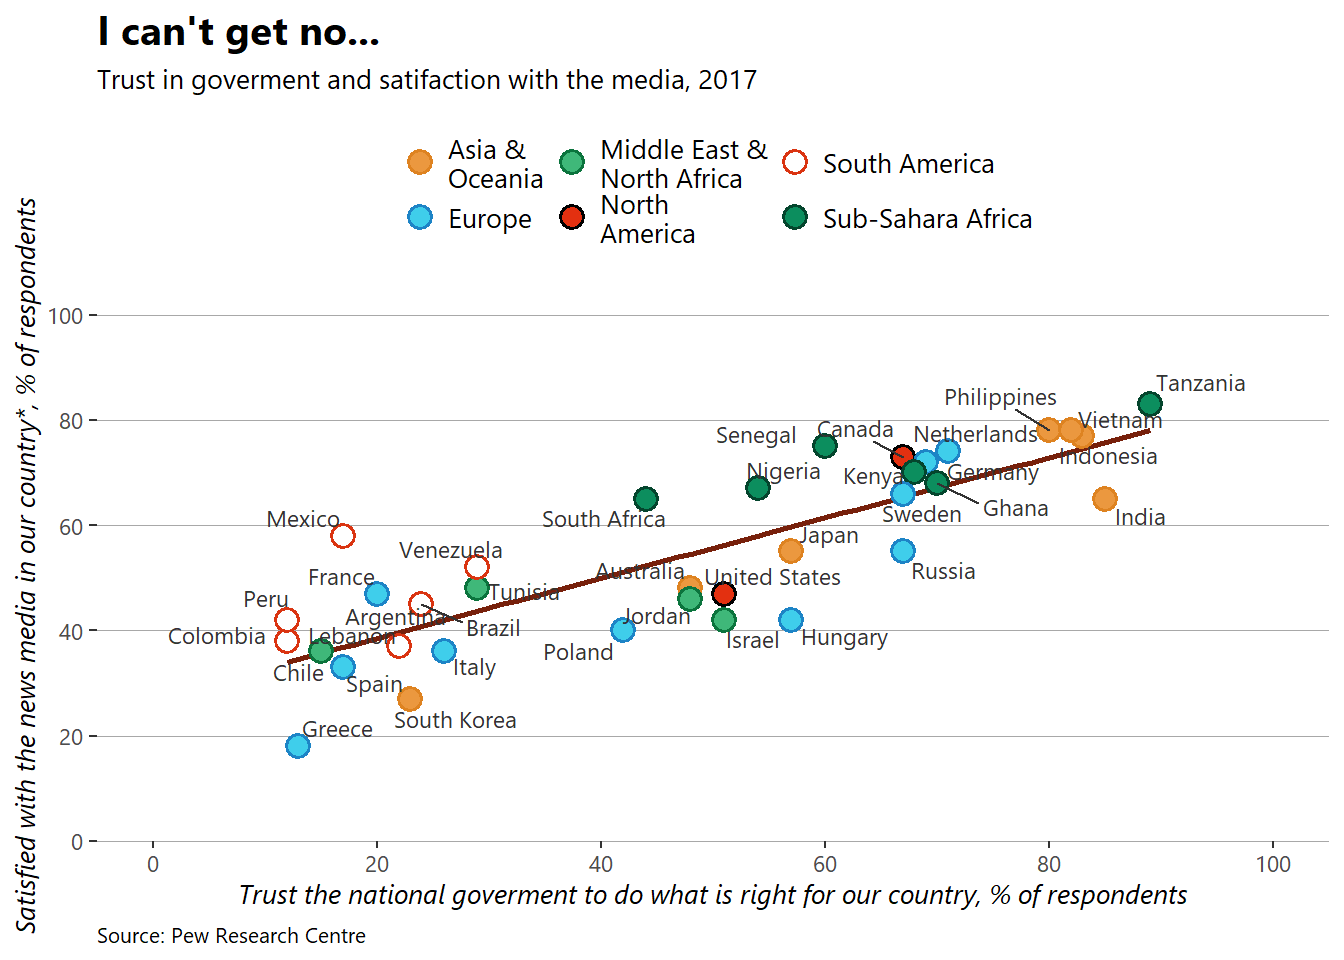 I can't get no...
Trust in goverment and satifaction with the media, 2017
Asia &
Oceania
Middle East &
North Africa
South America
Europe
North
America
Sub-Sahara Africa
Satisfied with the news media in our country*, % of respondents
100
80
60
40
20
0
Tanzania
Philippines
Vietnam
Canada
Netherlands
Senegal
Indonesia
Nigeria
Kenya
Germany
Ghana
Sweden
India
South Africa
Mexico
Japan
Venezuela
Russia
Australia
United States
France
Tunisia
Peru
Argentina
Jordan
Brazil
Colombia
Lebanon
Israel
Hungary
Poland
Italy
Chile
Spain
South Korea
Greece
0
20
40
60
80
100
Trust the national goverment to do what is right for our country, % of respondents
Source: Pew Research Centre